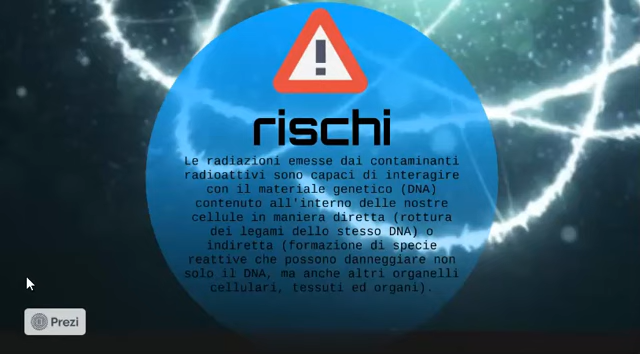 rischi
Le radiazioni emesse dai contaminanti
radioattivi sono capaci di interagire
con il materiale genetico (DNA)
contenuto all'interno delle nostre
cellule in maniera diretta (rottura
dei legami dello stesso DNA) o
indiretta (formazione di specie
reattive che possono danneggiare non
solo il DNA, ma anche altri organelli
cellulari, tessuti ed organi).
Prezi